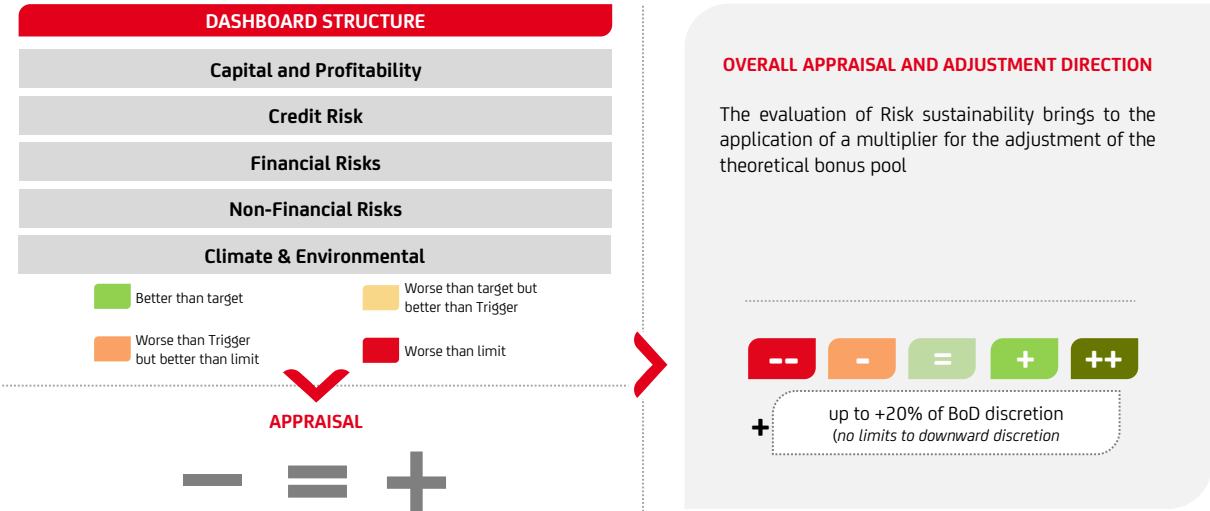 DASHBOARD STRUCTURE
Capital and Profitability
Credit Risk
Financial Risks
Non-Financial Risks
Climate & Environmental
Better than target
Worse than target but
better than Trigger
Worse than Trigger
but better than limit
Worse than limit
APPRAISAL
– = +
OVERALL APPRAISAL AND ADJUSTMENT DIRECTION
The evaluation of Risk sustainability brings to the
application of a multiplier for the adjustment of the
theoretical bonus pool
-- - = + ++
+
up to +20% of BoD discretion
(no limits to downward discretion